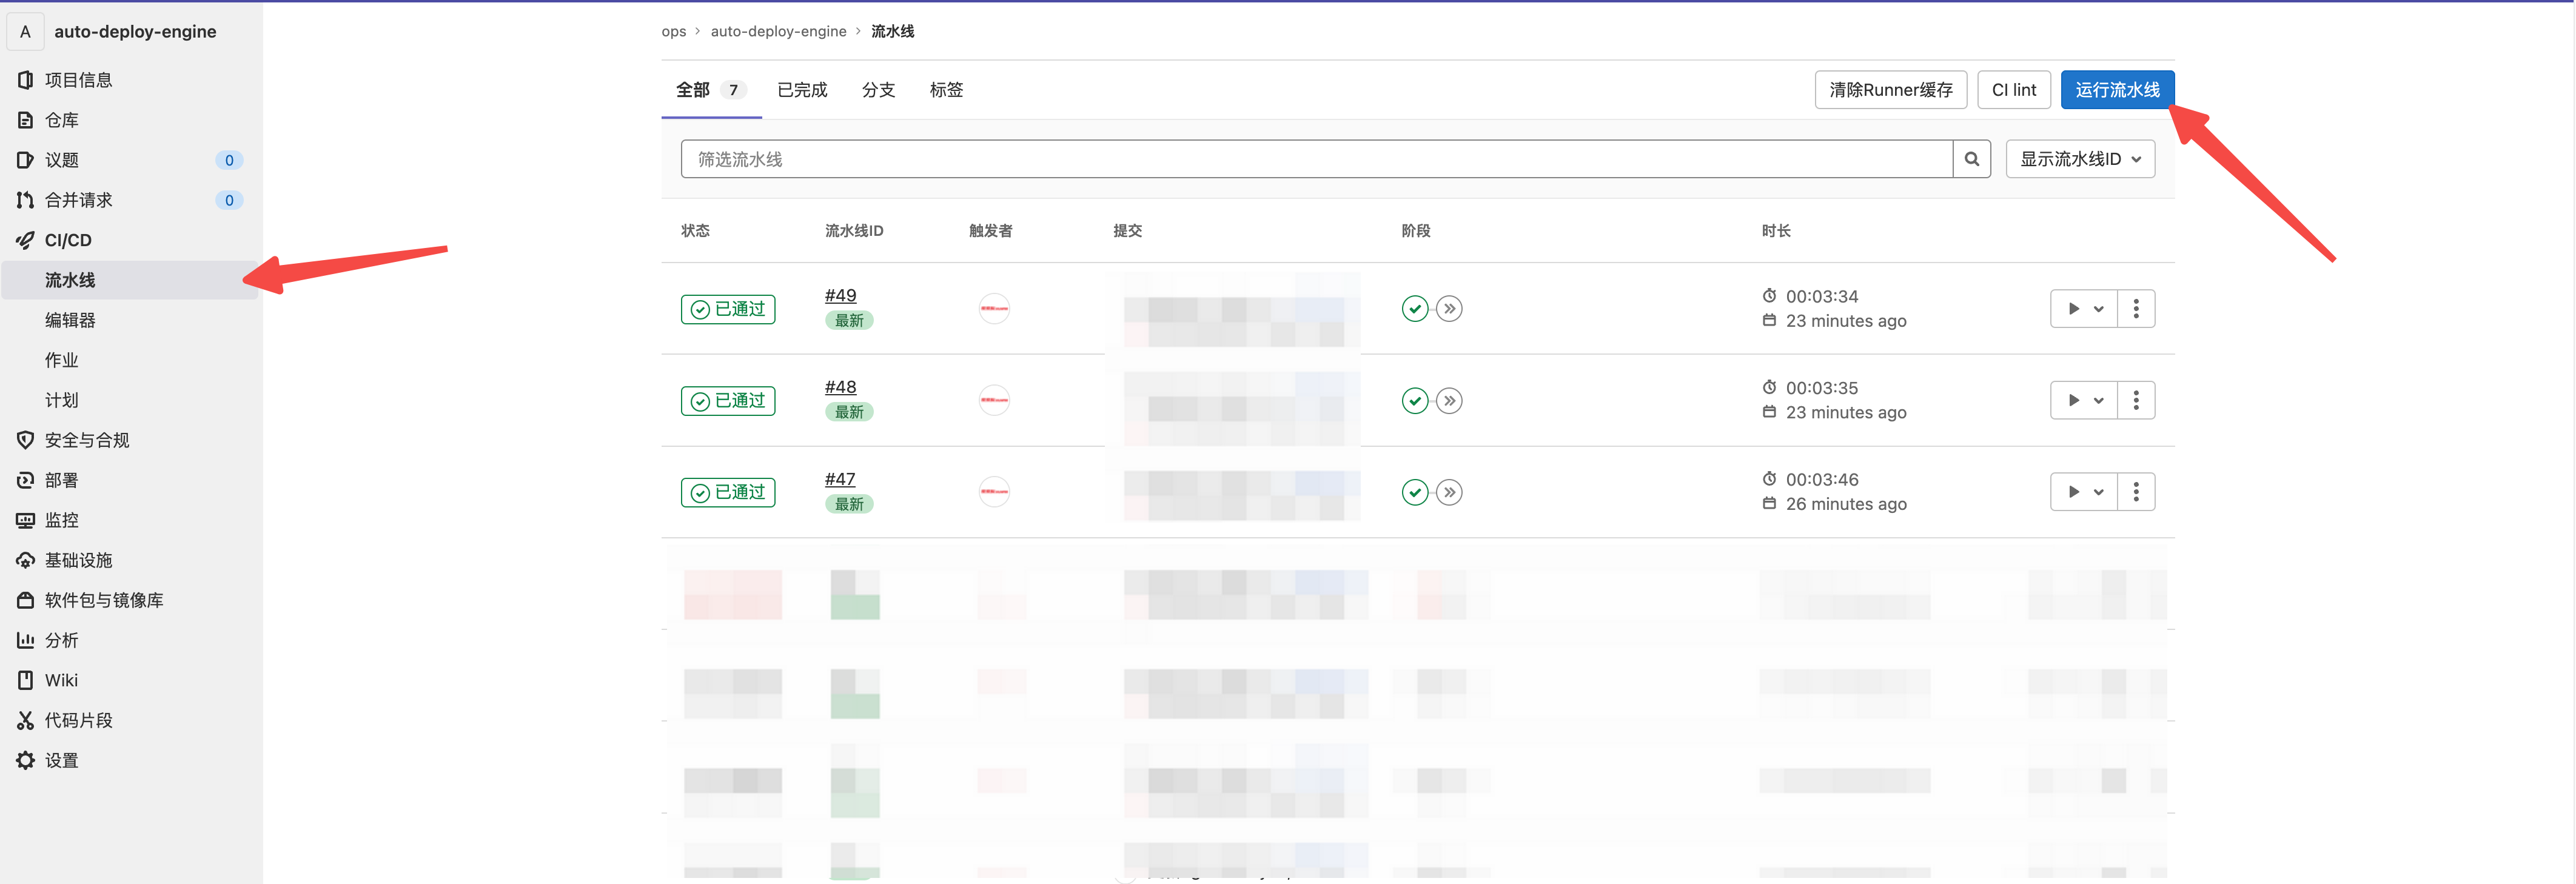 A auto-deploy-engine
项目信息
仓库
议题 0
合并请求 0
CI/CD
流水线
编辑器
作业
计划
安全与合规
部署
监控
基础设施
软件包与镜像库
分析
Wiki
代码片段
设置
ops › auto-deploy-engine › 流水线
全部 7 已完成 分支 标签 清除Runner缓存 CI lint 运行流水线
筛选流水线 显示流水线ID
状态 流水线ID 触发者 提交 阶段 时长
已通过 #49 00:03:34
最新 23 minutes ago
已通过 #48 00:03:35
最新 23 minutes ago
已通过 #47 00:03:46
最新 26 minutes ago